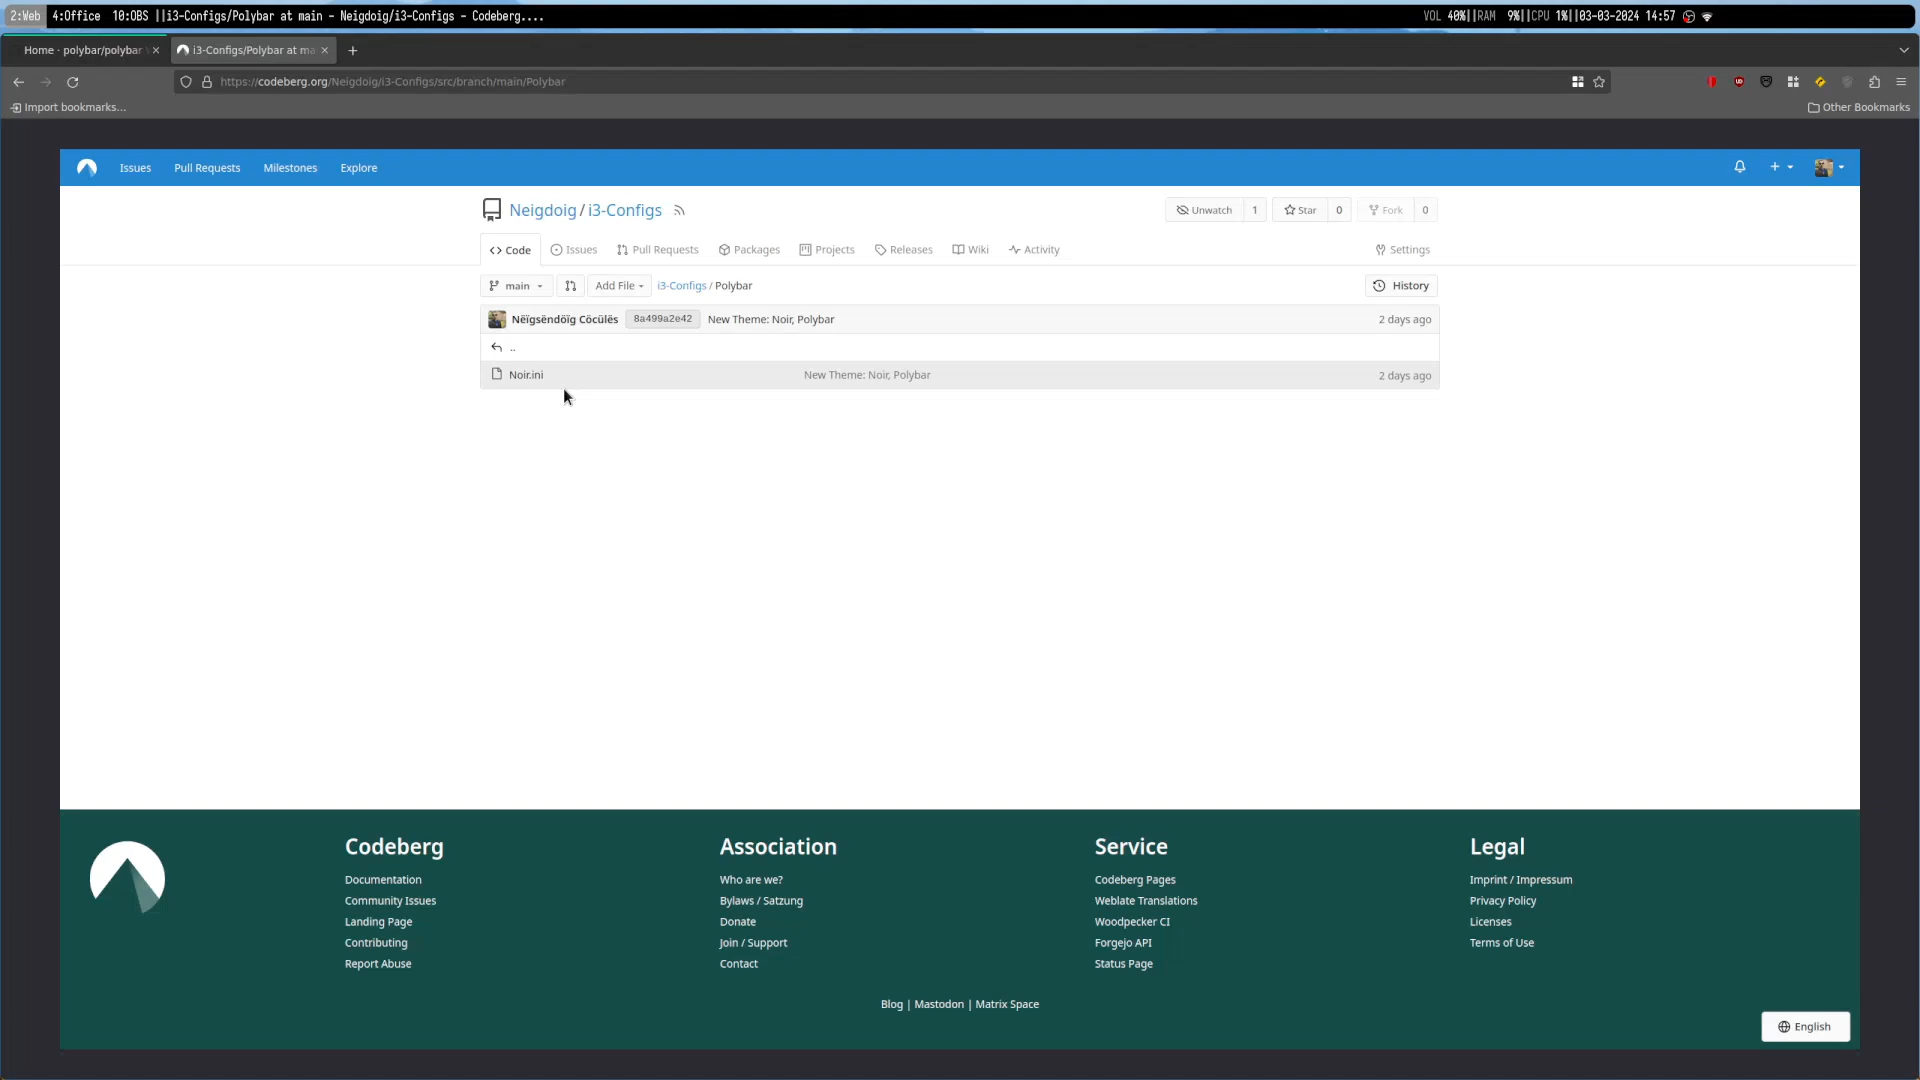 2:Web 4:Office 10:OBS ||i3-Configs/Polybar at main - Neigdoig/i3-Configs - Codeberg.... VOL 40%||RAM 9%||CPU 1%||03-03-2024 14:57
Home · polybar/polybar
i3-Configs/Polybar at ma
https://codeberg.org/Neigdoig/i3-Configs/src/branch/main/Polybar
Import bookmarks... Other Bookmarks
Issues Pull Requests Milestones Explore
Neigdoig / i3-Configs Unwatch 1 Star 0 Fork 0
Code Issues Pull Requests Packages Projects Releases Wiki Activity Settings
main Add File i3-Configs / Polybar History
Nëïgsëndöïg Cöcülës 8a499a2e42 New Theme: Noir, Polybar 2 days ago
..
Noir.ini New Theme: Noir, Polybar 2 days ago
Codeberg
Documentation
Community Issues
Landing Page
Contributing
Report Abuse
Association
Who are we?
Bylaws / Satzung
Donate
Join / Support
Contact
Service
Codeberg Pages
Weblate Translations
Woodpecker CI
Forgejo API
Status Page
Legal
Imprint / Impressum
Privacy Policy
Licenses
Terms of Use
Blog | Mastodon | Matrix Space
English